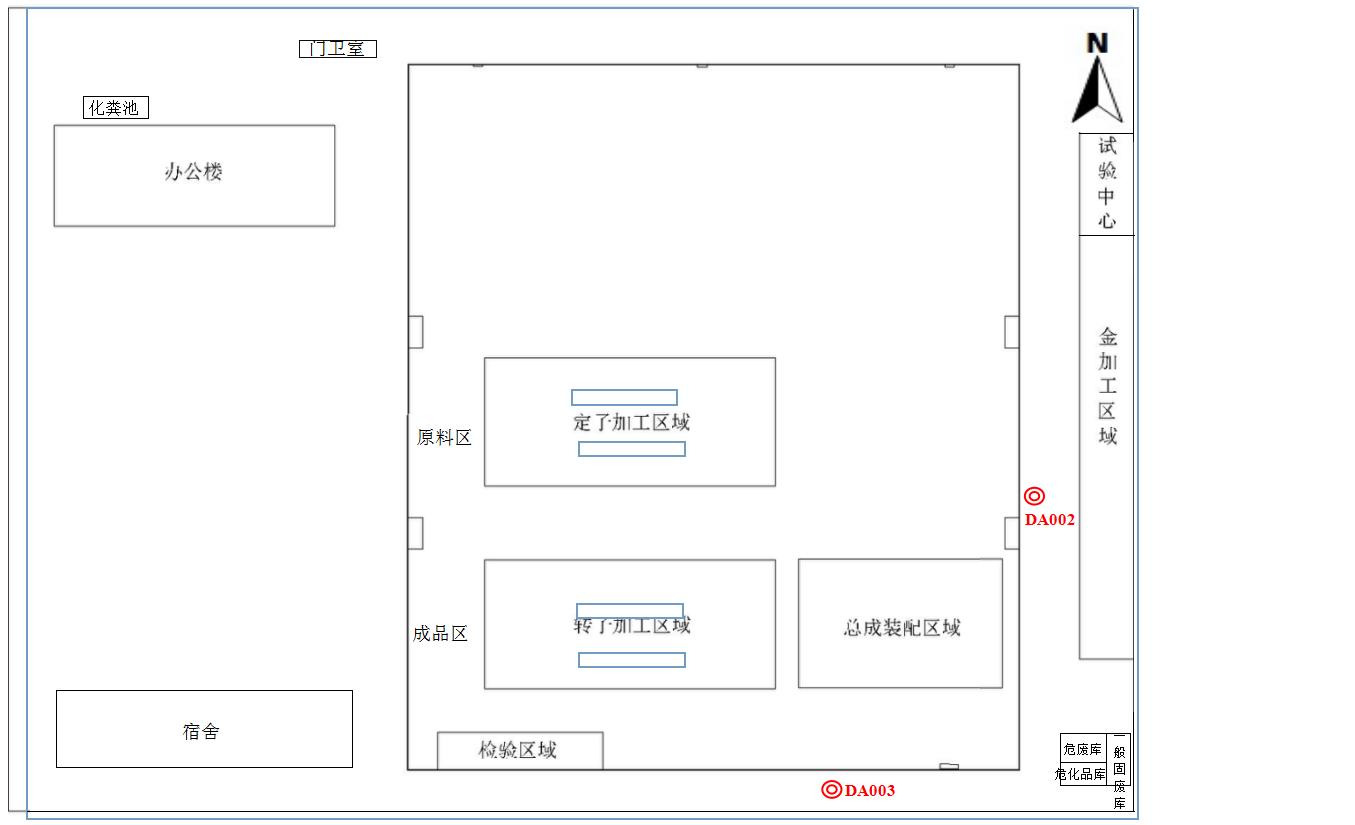 门卫室
N
化粪池
办公楼
试
验
中
心
金
加
工
区
域
定子加工区域
原料区
DA002
转子加工区域
成品区
总成装配区域
宿舍
检验区域
危废库
危化品库
一
般
固
废
库
DA003